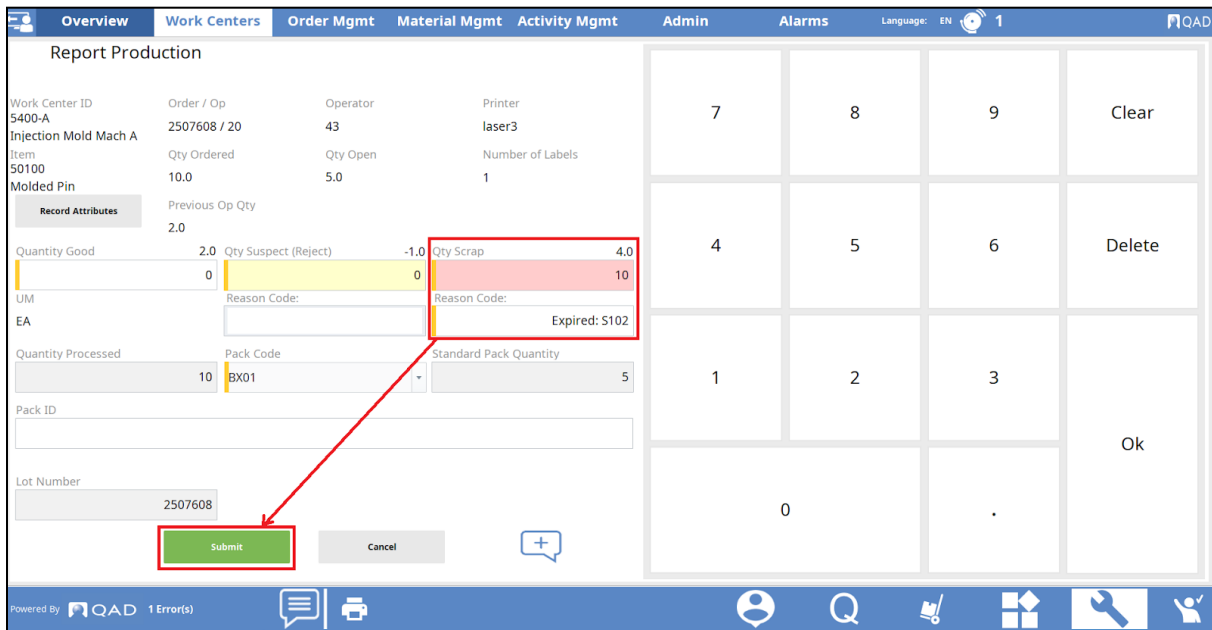 Overview Work Centers Order Mgmt Material Mgmt Activity Mgmt Admin Alarms Language: EN 1 QAD
Report Production
Work Center ID Order / Op Operator Printer
5400-A 2507608 / 20 43 laser3
Injection Mold Mach A
Item Qty Ordered Qty Open Number of Labels
50100 10.0 5.0 1
Molded Pin
Record Attributes Previous Op Qty
2.0
Quantity Good 2.0 Qty Suspect (Reject) -1.0 Qty Scrap 4.0
0 0 10
UM Reason Code: Reason Code:
EA Expired: S102
Quantity Processed Pack Code Standard Pack Quantity
10 BX01 5
Pack ID
Lot Number
2507608
Submit Cancel
7 8 9 Clear
4 5 6 Delete
1 2 3
Ok
0 .
Powered By QAD 1 Error(s) Q